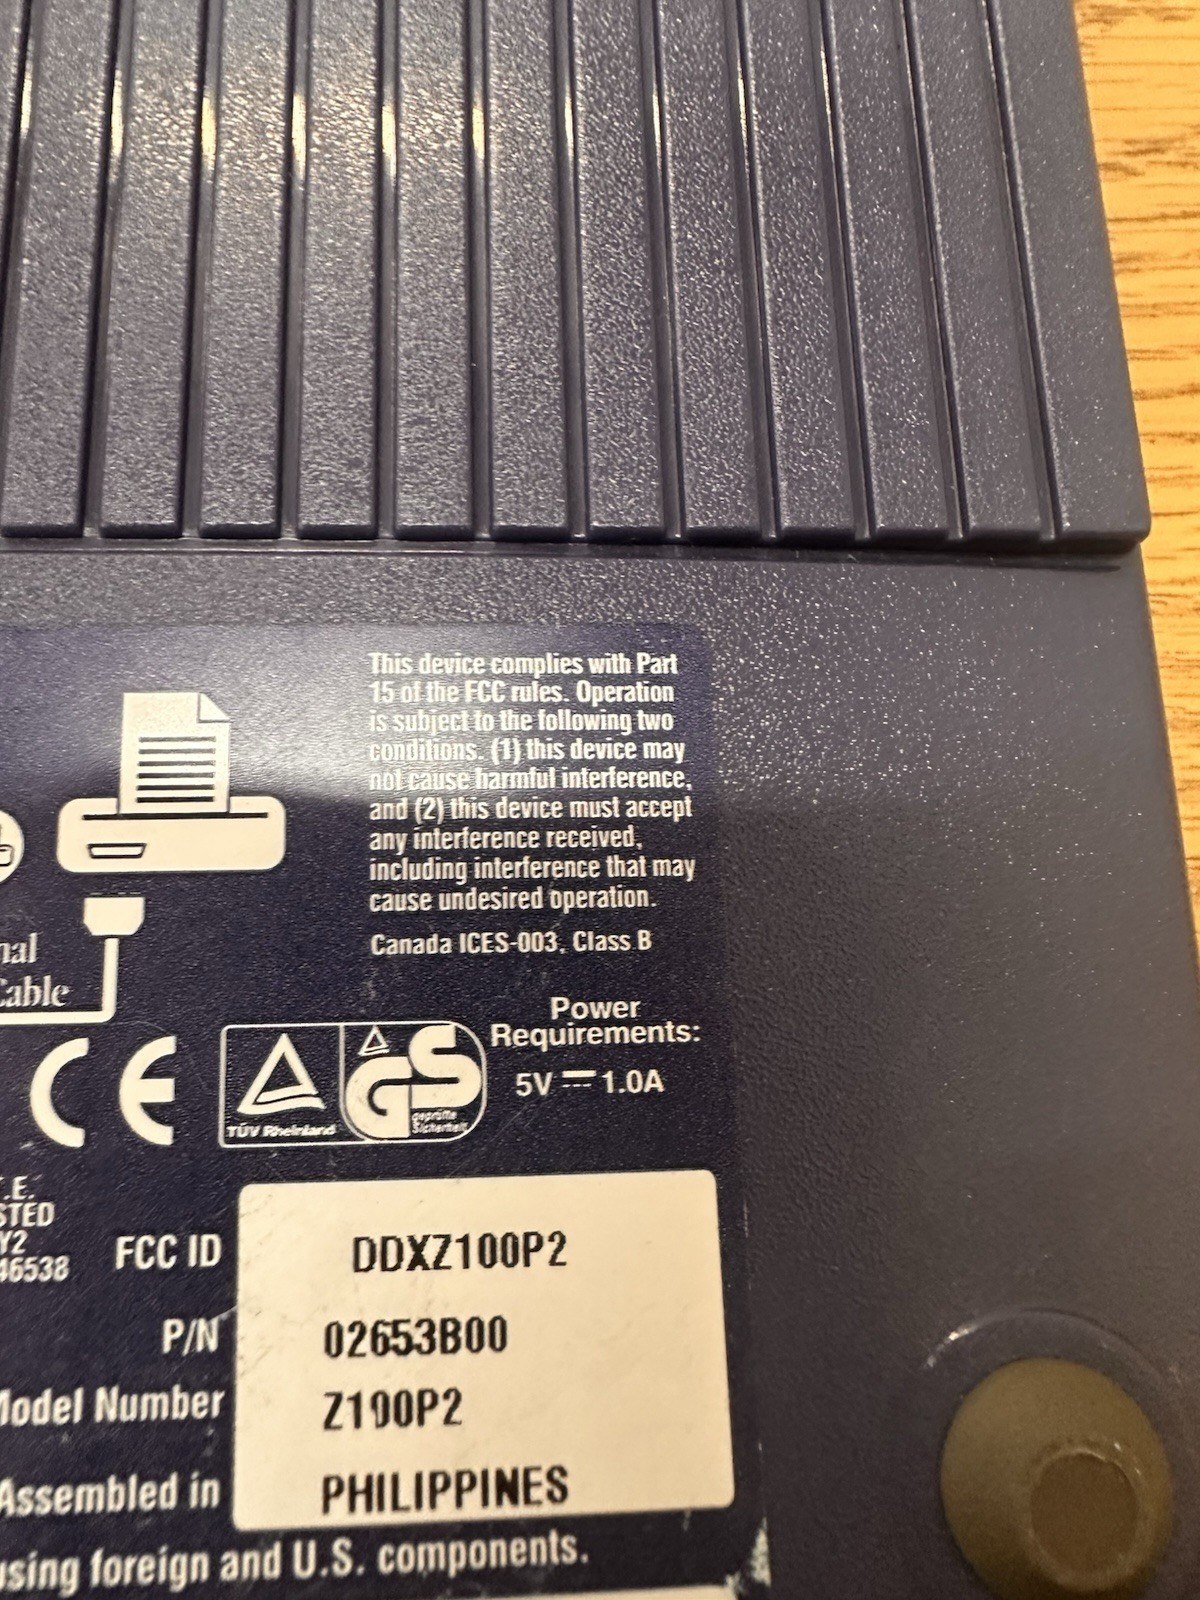 This device complies with Part
15 of the FCC rules. Operation
is subject to the following two
conditions. (1) this device may
not cause harmful interference,
and (2) this device must accept
any interference received,
including interference that may
cause undesired operation.
Canada ICES-003, Class B
nal
Cable
Power
Requirements:
5V 1.0A
CE
TÜV Rheinland
GS
geprüfte
Sicherheit
.E.
STED
Y2
46538
FCC ID DDXZ100P2
P/N 02653B00
Model Number Z100P2
Assembled in PHILIPPINES
using foreign and U.S. components.